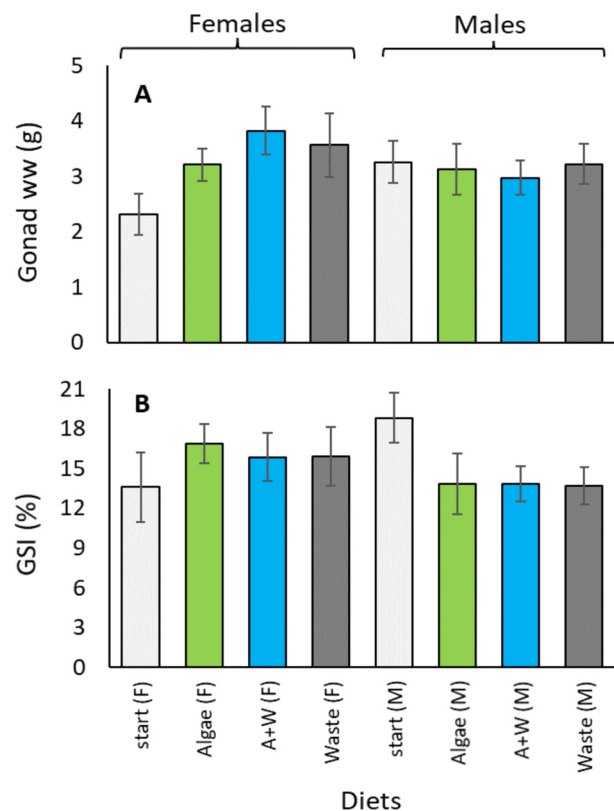 Females Males
A
Gonad ww (g)
5
4
3
2
1
0
B
GSI (%)
21
18
15
12
9
6
3
0
start (F) Algae (F) A+W (F) Waste (F) start (M) Algae (M) A+W (M) Waste (M)
Diets